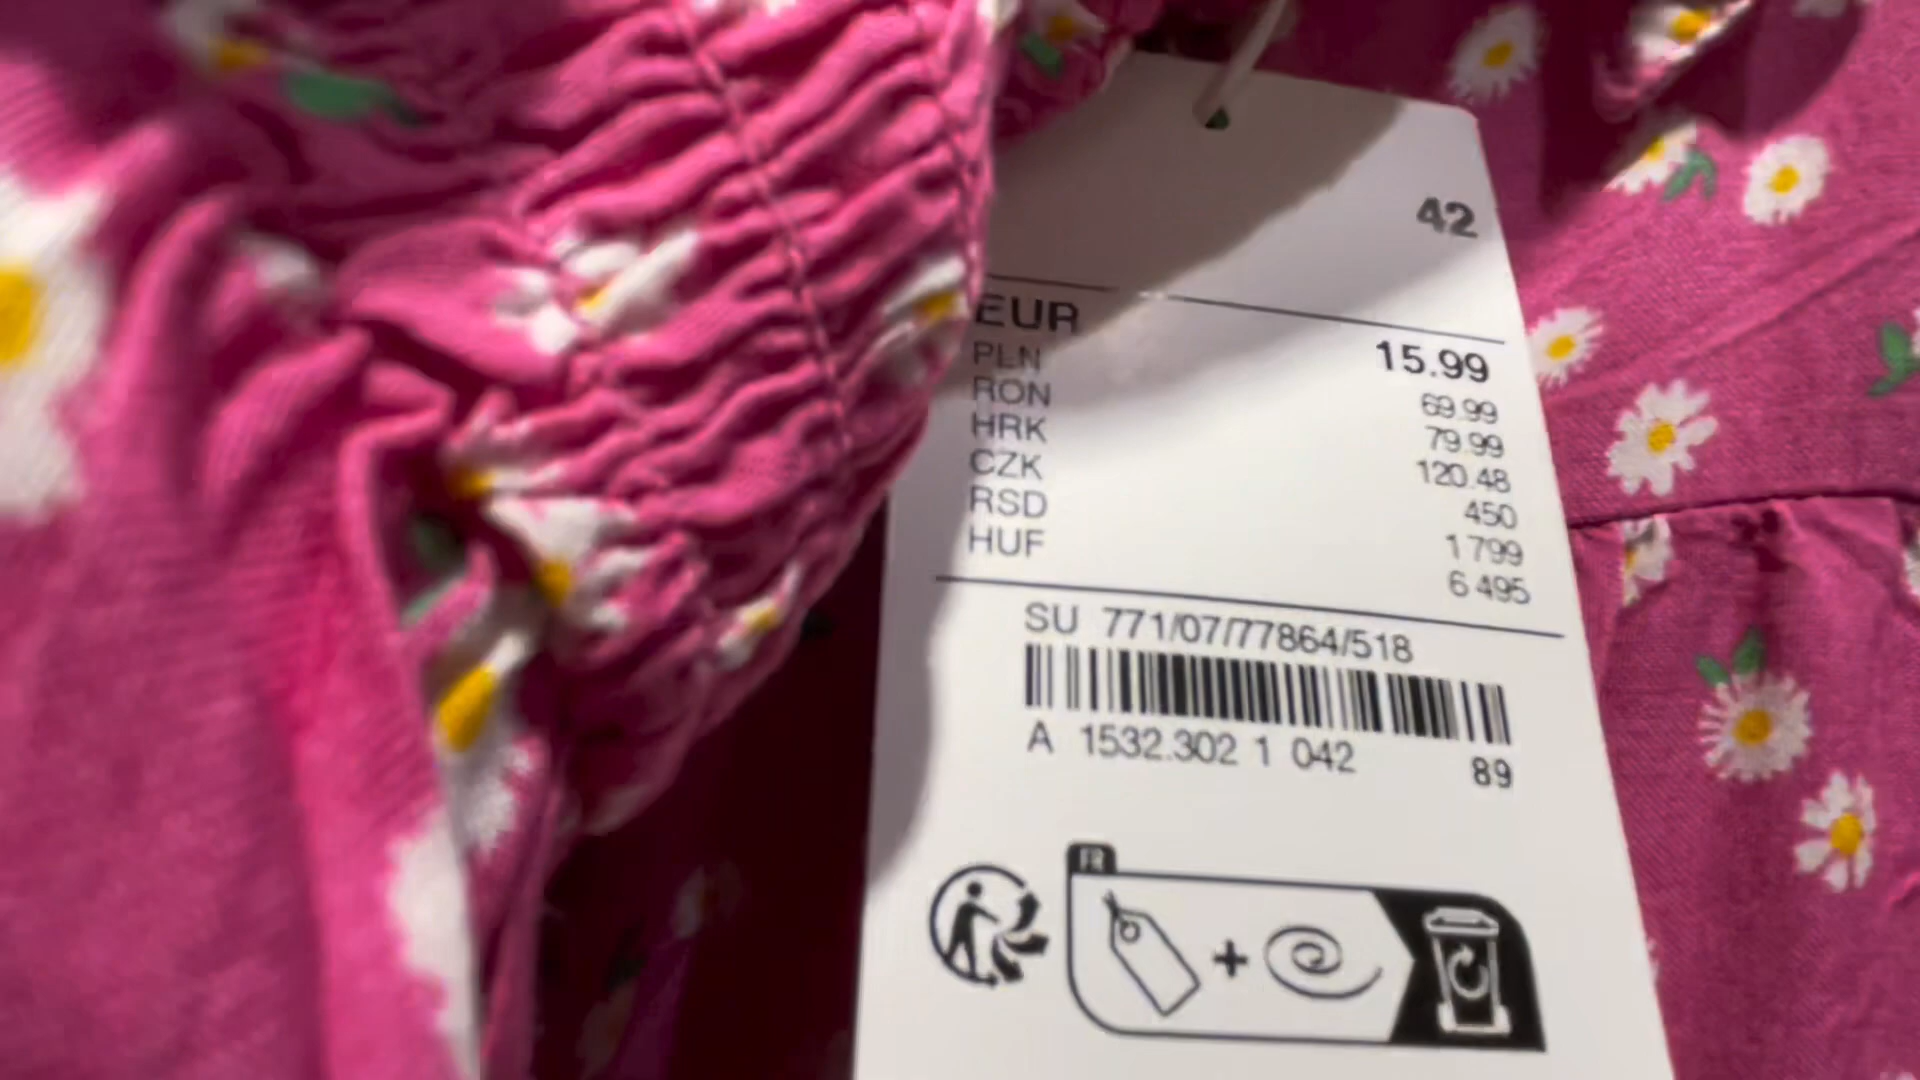 42
EUR 15.99
PLN 69.99
RON 79.99
HRK 120.48
CZK 450
RSD 1 799
HUF 6 495
SU 771/07/77864/518
A 1532.302 1 042 89
FR